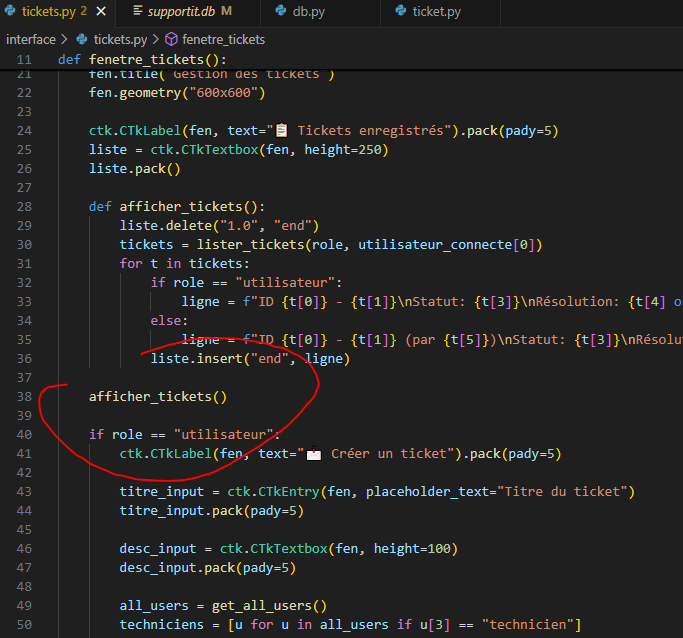 tickets.py 2 supportit.db M db.py ticket.py
interface > tickets.py > fenetre_tickets
11 def fenetre_tickets():
21 fen.title("Gestion des tickets")
22 fen.geometry("600x600")
23
24 ctk.CTkLabel(fen, text="📋 Tickets enregistrés").pack(pady=5)
25 liste = ctk.CTkTextbox(fen, height=250)
26 liste.pack()
27
28 def afficher_tickets():
29 liste.delete("1.0", "end")
30 tickets = lister_tickets(role, utilisateur_connecte[0])
31 for t in tickets:
32 if role == "utilisateur":
33 ligne = f"ID {t[0]} - {t[1]}\nStatut: {t[3]}\nRésolution: {t[4] o
34 else:
35 ligne = f"ID {t[0]} - {t[1]} (par {t[5]})\nStatut: {t[3]}\nRésolu
36 liste.insert("end", ligne)
37
38 afficher_tickets()
39
40 if role == "utilisateur":
41 ctk.CTkLabel(fen, text="📩 Créer un ticket").pack(pady=5)
42
43 titre_input = ctk.CTkEntry(fen, placeholder_text="Titre du ticket")
44 titre_input.pack(pady=5)
45
46 desc_input = ctk.CTkTextbox(fen, height=100)
47 desc_input.pack(pady=5)
48
49 all_users = get_all_users()
50 techniciens = [u for u in all_users if u[3] == "technicien"]